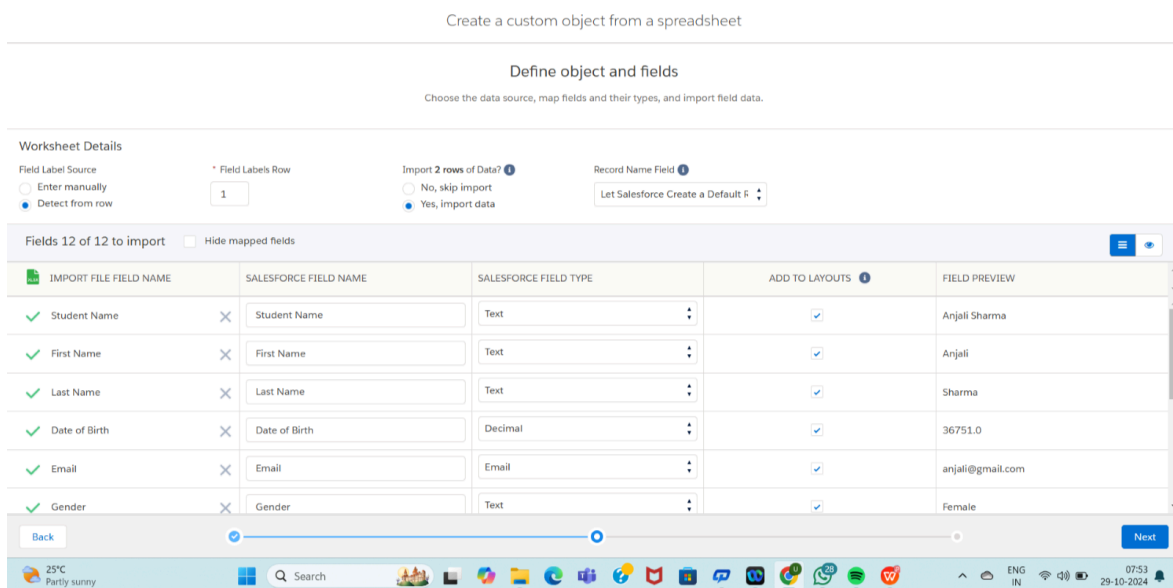 Create a custom object from a spreadsheet
Define object and fields
Choose the data source, map fields and their types, and import field data.
Worksheet Details
Field Label Source
Enter manually
Detect from row
* Field Labels Row
1
Import 2 rows of Data?
No, skip import
Yes, import data
Record Name Field
Let Salesforce Create a Default R
Fields 12 of 12 to import
Hide mapped fields
IMPORT FILE FIELD NAME SALESFORCE FIELD NAME SALESFORCE FIELD TYPE ADD TO LAYOUTS FIELD PREVIEW
Student Name Student Name Text Anjali Sharma
First Name First Name Text Anjali
Last Name Last Name Text Sharma
Date of Birth Date of Birth Decimal 36751.0
Email Email Email anjali@gmail.com
Gender Gender Text Female
Back
Next
25°C
Partly sunny
Search
28
ENG
IN
07:53
29-10-2024